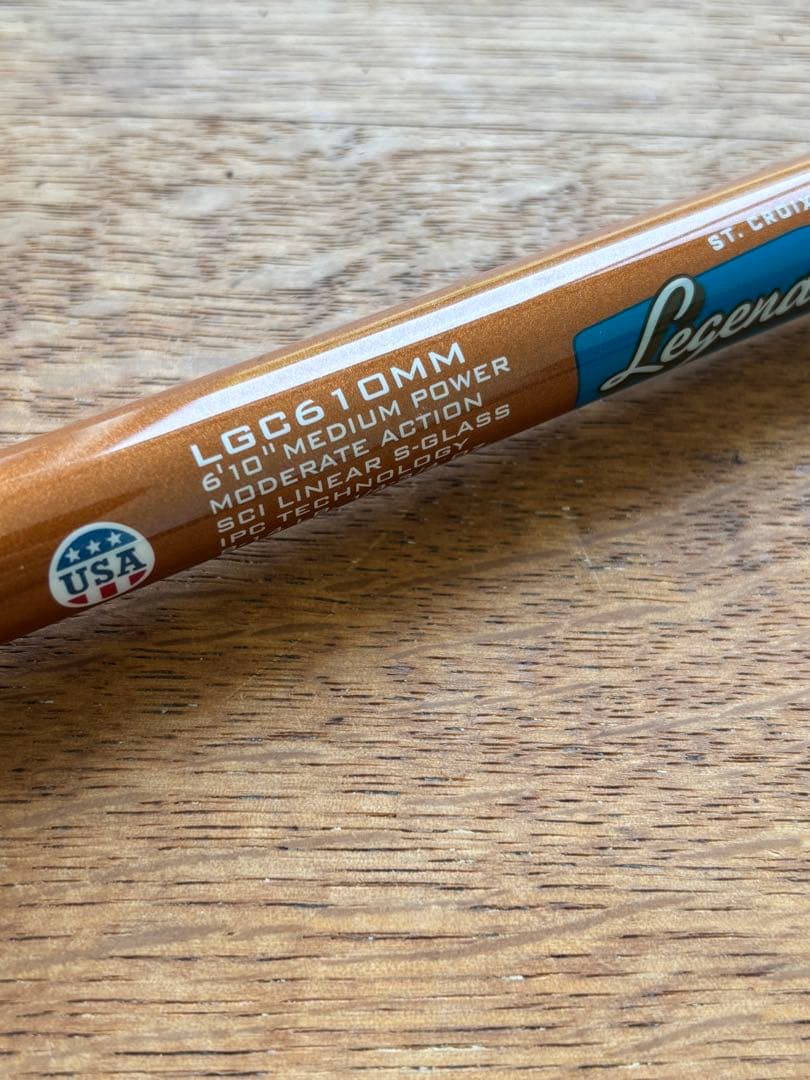 ST. CROIX
Legend
LGC610MM
6'10" MEDIUM POWER
MODERATE ACTION
SCI LINEAR S-GLASS
IPC TECHNOLOGY
USA